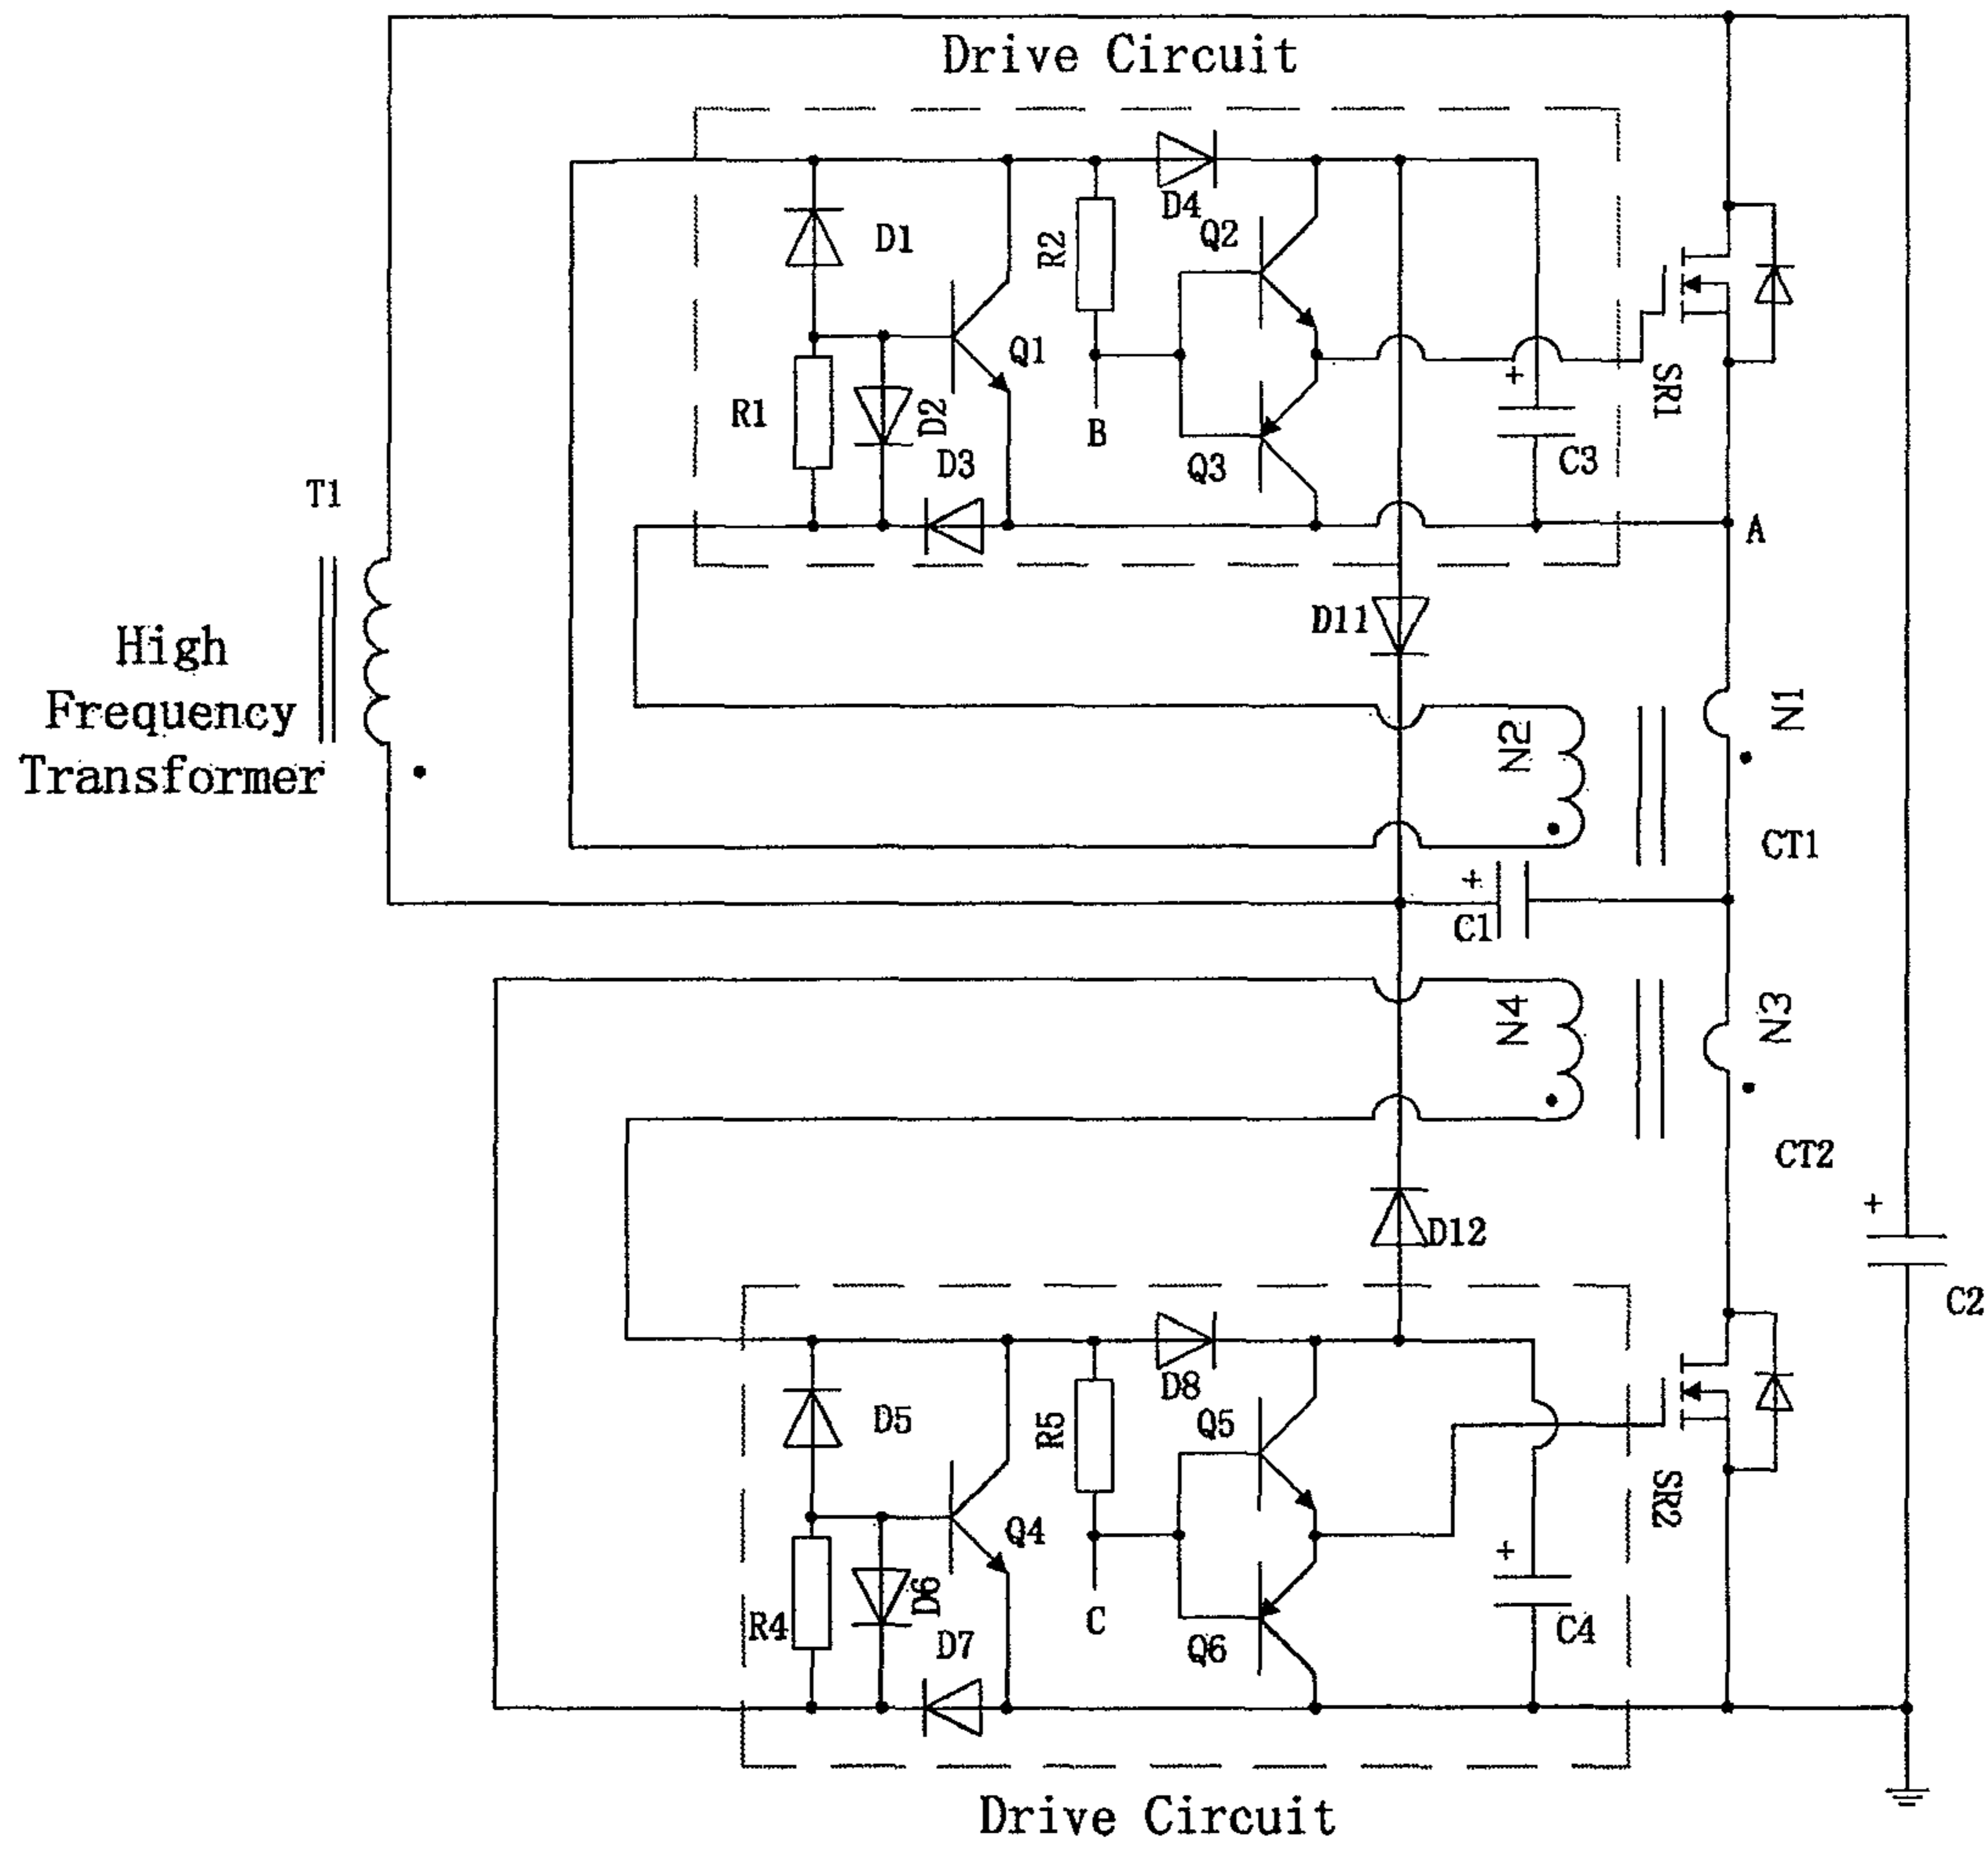 Drive Circuit
D4
Q2
D1
R2
Q1
R1
D2
B
D3
Q3
+
C3
SR1
T1
A
High
Frequency
Transformer
D11
N2
N1
CT1
+
C1
N4
N3
CT2
D12
+
C2
D8
D5
R5
Q5
Q4
SR2
+
R4
D6
D7
C
Q6
C4
Drive Circuit